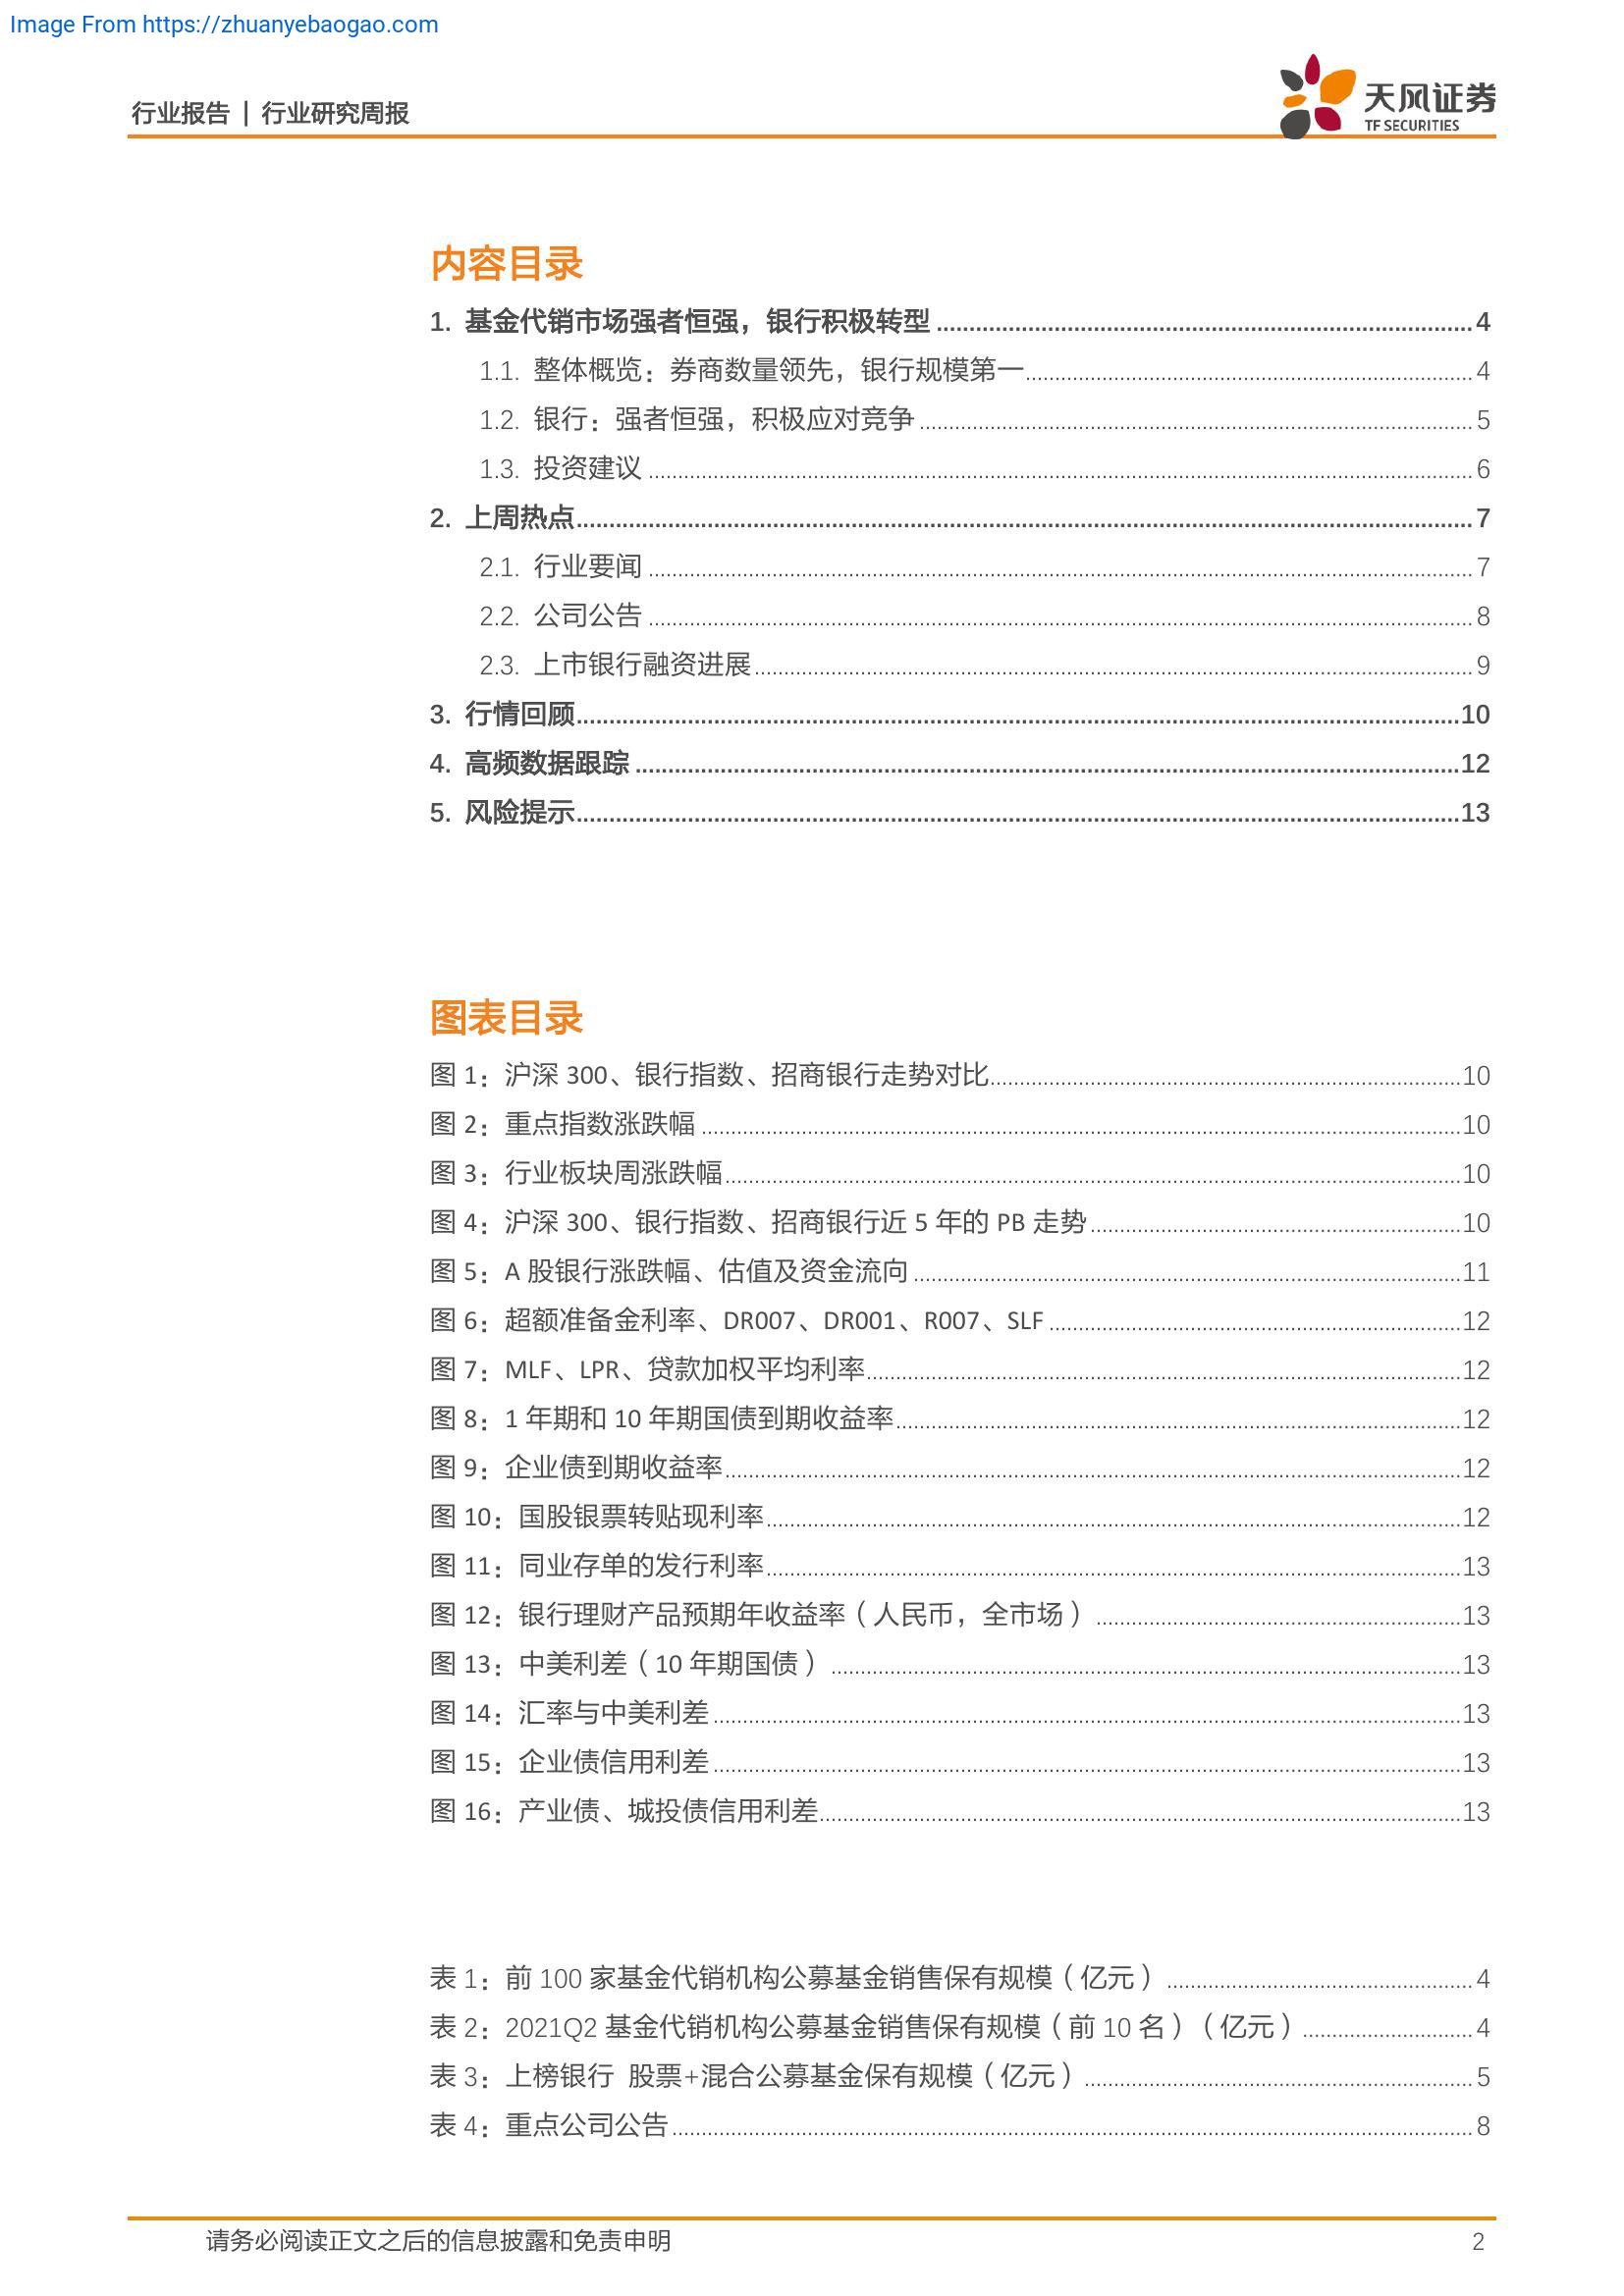 Image From https://zhuanyebaogao.com
行业报告 | 行业研究周报
天风证券
TF SECURITIES
内容目录
1. 基金代销市场强者恒强，银行积极转型 4
1.1. 整体概览：券商数量领先，银行规模第一 4
1.2. 银行：强者恒强，积极应对竞争 5
1.3. 投资建议 6
2. 上周热点 7
2.1. 行业要闻 7
2.2. 公司公告 8
2.3. 上市银行融资进展 9
3. 行情回顾 10
4. 高频数据跟踪 12
5. 风险提示 13
图表目录
图 1：沪深 300、银行指数、招商银行走势对比 10
图 2：重点指数涨跌幅 10
图 3：行业板块周涨跌幅 10
图 4：沪深 300、银行指数、招商银行近 5 年的 PB 走势 10
图 5：A 股银行涨跌幅、估值及资金流向 11
图 6：超额准备金利率、DR007、DR001、R007、SLF 12
图 7：MLF、LPR、贷款加权平均利率 12
图 8：1 年期和 10 年期国债到期收益率 12
图 9：企业债到期收益率 12
图 10：国股银票转贴现利率 12
图 11：同业存单的发行利率 13
图 12：银行理财产品预期年收益率（人民币，全市场） 13
图 13：中美利差（10 年期国债） 13
图 14：汇率与中美利差 13
图 15：企业债信用利差 13
图 16：产业债、城投债信用利差 13
表 1：前 100 家基金代销机构公募基金销售保有规模（亿元） 4
表 2：2021Q2 基金代销机构公募基金销售保有规模（前 10 名）（亿元） 4
表 3：上榜银行 股票+混合公募基金保有规模（亿元） 5
表 4：重点公司公告 8
请务必阅读正文之后的信息披露和免责申明 2